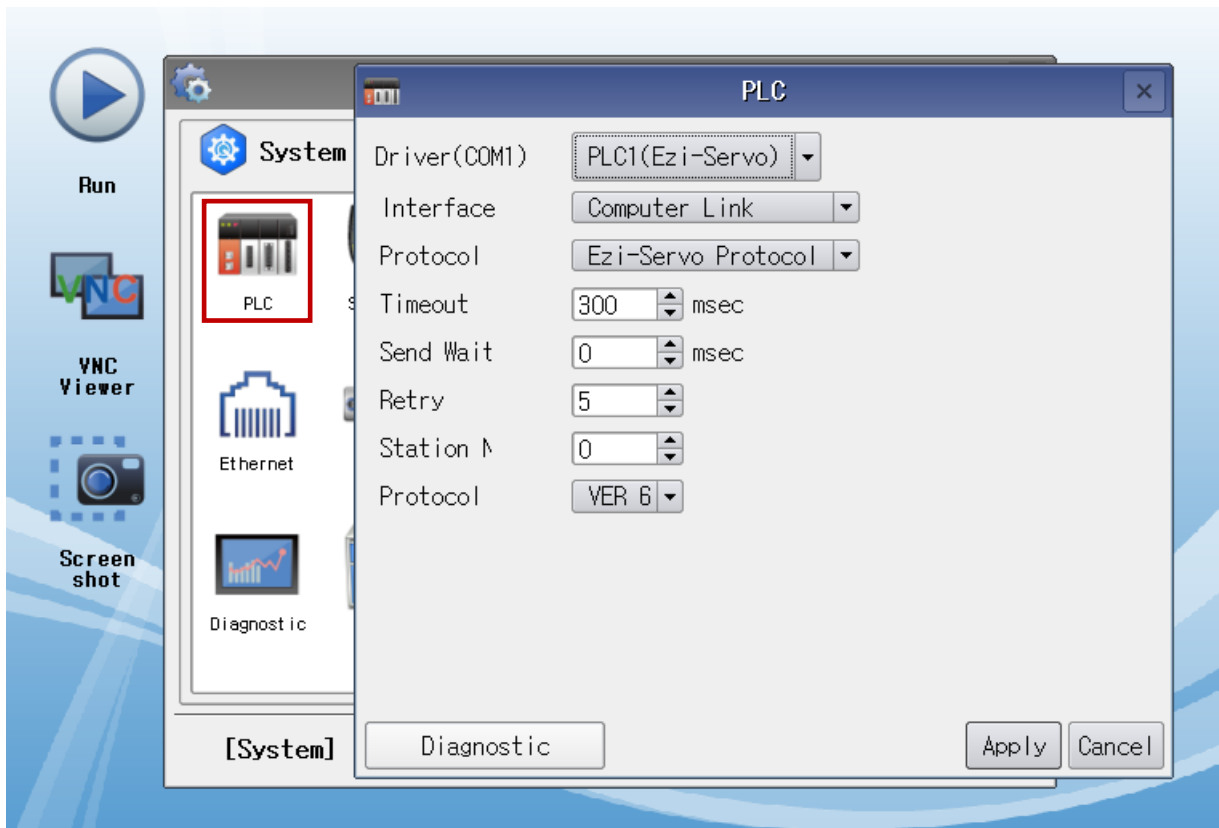 Run
VNC
VNC
Viewer
Screen
shot
System
PLC
Ethernet
Diagnostic
[System]
PLC
Driver(COM1) PLC1(Ezi-Servo)
Interface Computer Link
Protocol Ezi-Servo Protocol
Timeout 300 msec
Send Wait 0 msec
Retry 5
Station 0
Protocol VER 6
Diagnostic Apply Cancel